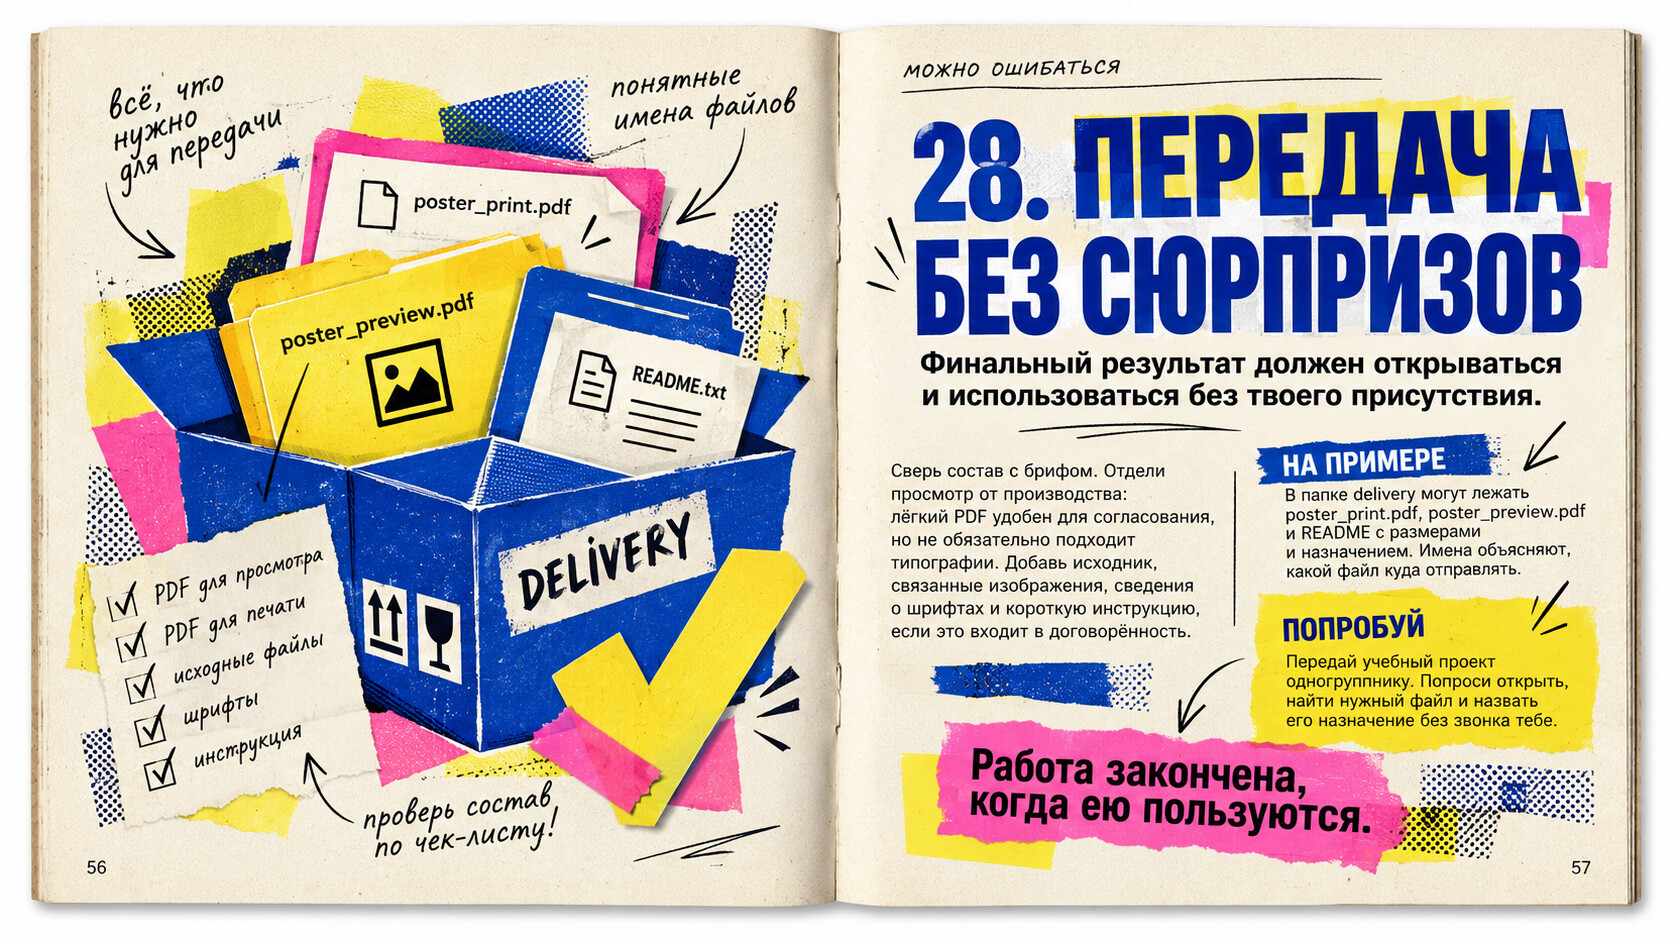 всё, что
нужно
для передачи
понятные
имена файлов
poster_print.pdf
poster_preview.pdf
README.txt
DELIVERY
PDF для просмотра
PDF для печати
исходные файлы
шрифты
инструкция
проверь состав
по чек-листу!
56
можно ошибаться
28. ПЕРЕДАЧА
БЕЗ СЮРПРИЗОВ
Финальный результат должен открываться
и использоваться без твоего присутствия.
Сверь состав с брифом. Отдели
просмотр от производства:
лёгкий PDF удобен для согласования,
но не обязательно подходит
типографии. Добавь исходник,
связанные изображения, сведения
о шрифтах и короткую инструкцию,
если это входит в договорённость.
НА ПРИМЕРЕ
В папке delivery могут лежать
poster_print.pdf, poster_preview.pdf
и README с размерами
и назначением. Имена объясняют,
какой файл куда отправлять.
ПОПРОБУЙ
Передай учебный проект
одногруппнику. Попроси открыть,
найти нужный файл и назвать
его назначение без звонка тебе.
Работа закончена,
когда ею пользуются.
57